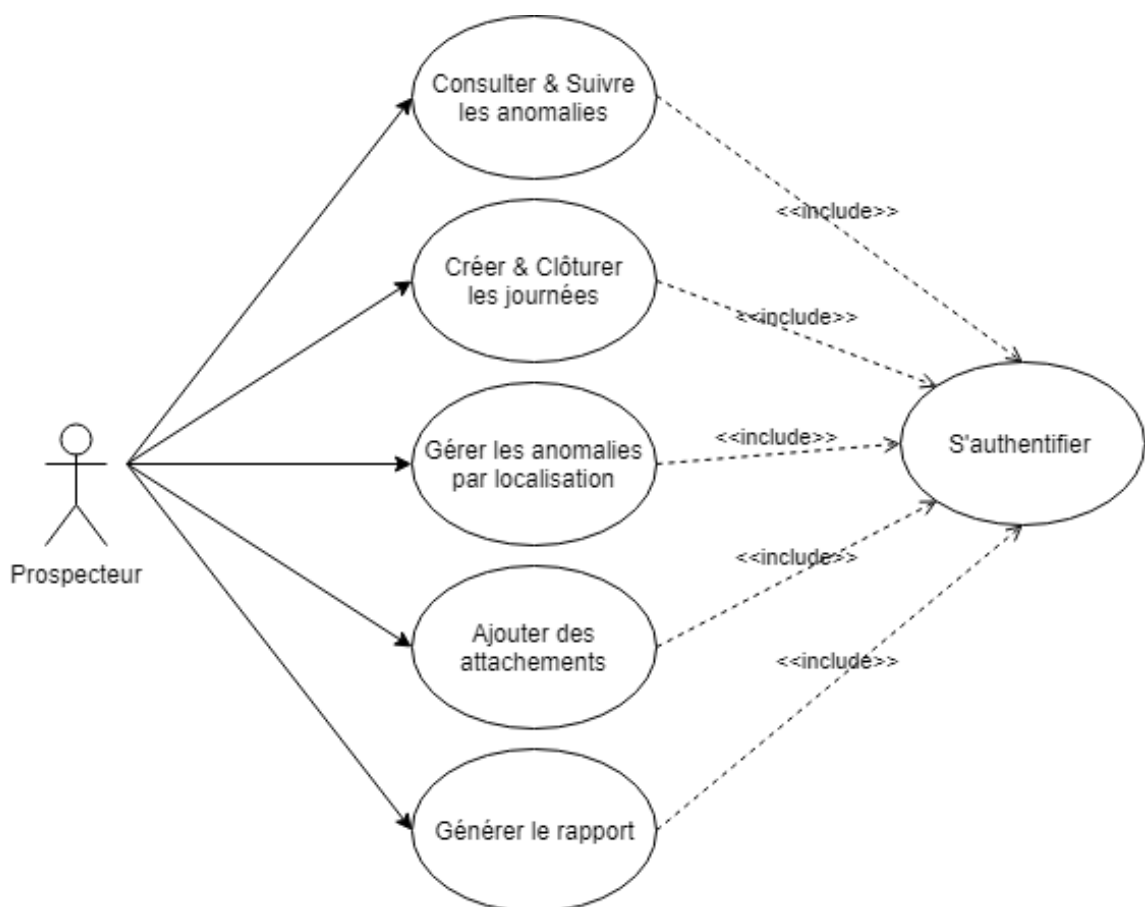 Consulter & Suivre
les anomalies
<<include>>
Créer & Clôturer
les journées
<<include>>
Gérer les anomalies
par localisation
<<include>>
S'authentifier
Prospecteur
Ajouter des
attachements
<<include>>
Générer le rapport
<<include>>